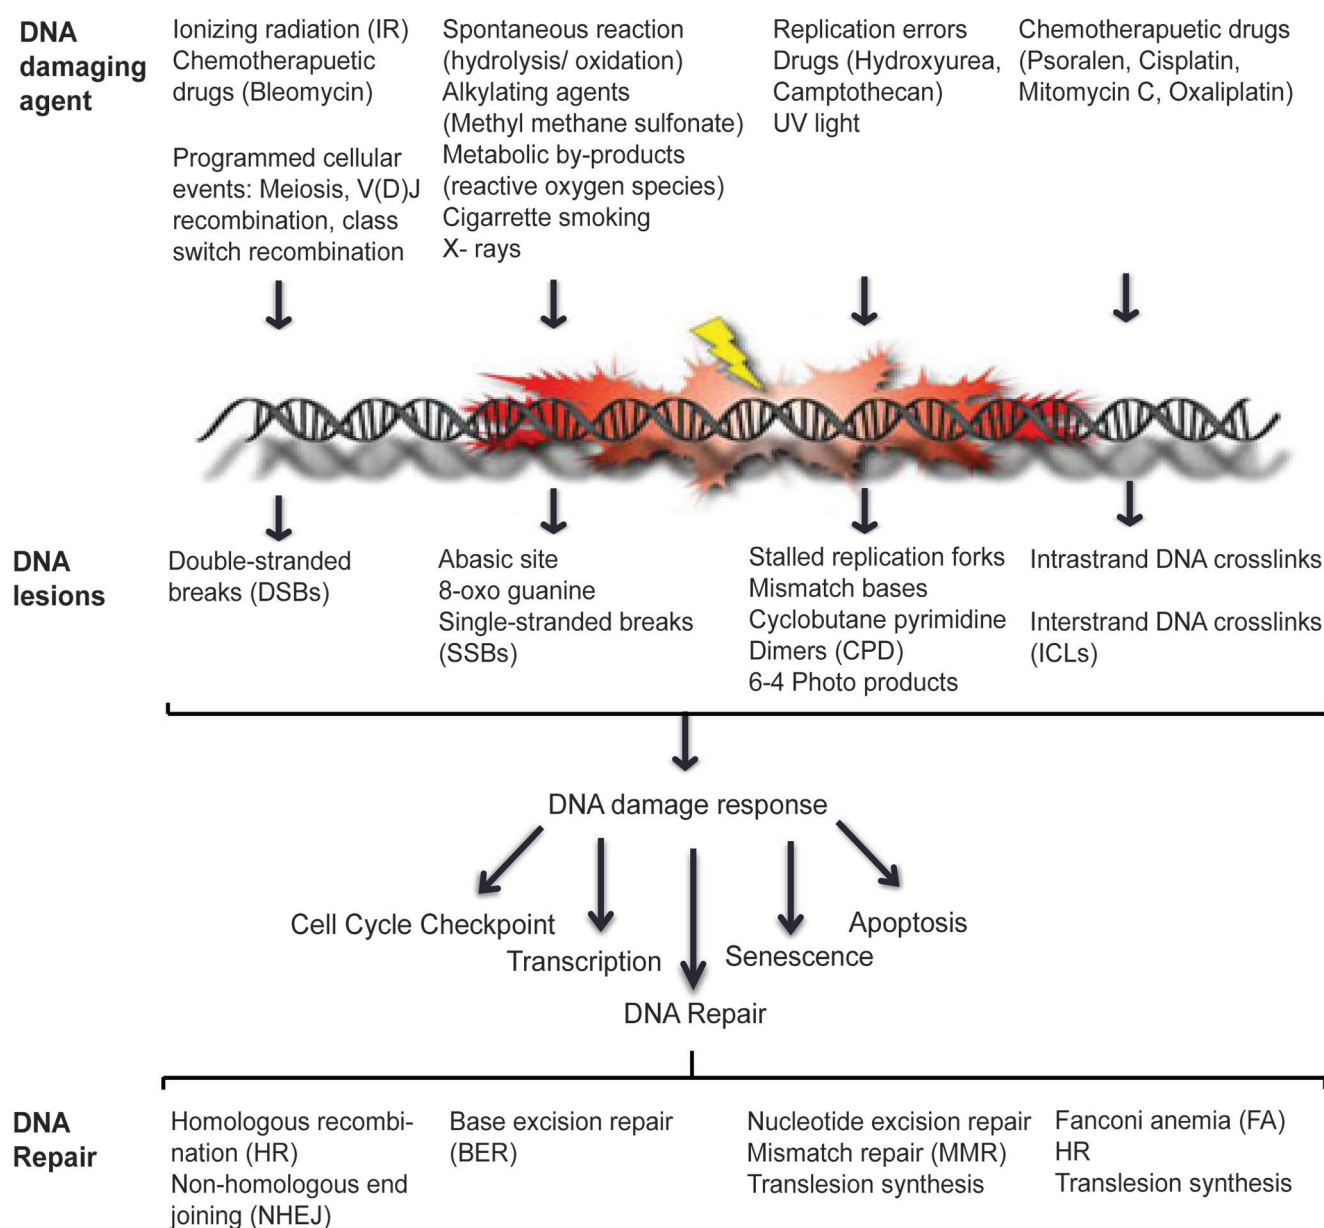 DNA
damaging
agent
Ionizing radiation (IR)
Chemotherapuetic
drugs (Bleomycin)
Programmed cellular
events: Meiosis, V(D)J
recombination, class
switch recombination
Spontaneous reaction
(hydrolysis/ oxidation)
Alkylating agents
(Methyl methane sulfonate)
Metabolic by-products
(reactive oxygen species)
Cigarrette smoking
X- rays
Replication errors
Drugs (Hydroxyurea,
Camptothecan)
UV light
Chemotherapuetic drugs
(Psoralen, Cisplatin,
Mitomycin C, Oxaliplatin)
DNA
lesions
Double-stranded
breaks (DSBs)
Abasic site
8-oxo guanine
Single-stranded breaks
(SSBs)
Stalled replication forks
Mismatch bases
Cyclobutane pyrimidine
Dimers (CPD)
6-4 Photo products
Intrastrand DNA crosslinks
Interstrand DNA crosslinks
(ICLs)
DNA damage response
Cell Cycle Checkpoint
Transcription
DNA Repair
Senescence
Apoptosis
DNA
Repair
Homologous recombi-
nation (HR)
Non-homologous end
joining (NHEJ)
Base excision repair
(BER)
Nucleotide excision repair
Mismatch repair (MMR)
Translesion synthesis
Fanconi anemia (FA)
HR
Translesion synthesis